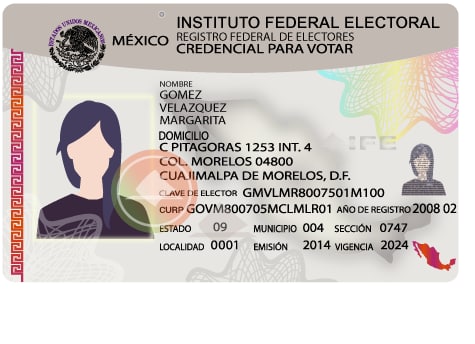 INSTITUTO FEDERAL ELECTORAL
ESTADOS UNIDOS MEXICANOS
MÉXICO
REGISTRO FEDERAL DE ELECTORES
CREDENCIAL PARA VOTAR
NOMBRE
GOMEZ
VELAZQUEZ
MARGARITA
DOMICILIO
C PITAGORAS 1253 INT. 4
COL. MORELOS 04800
CUAJIMALPA DE MORELOS, D.F.
IFE
CLAVE DE ELECTOR GMVLMR8007501M100
CURP GOVM800705MCLMLR01 AÑO DE REGISTRO 2008 02
ESTADO 09 MUNICIPIO 004 SECCIÓN 0747
LOCALIDAD 0001 EMISIÓN 2014 VIGENCIA 2024